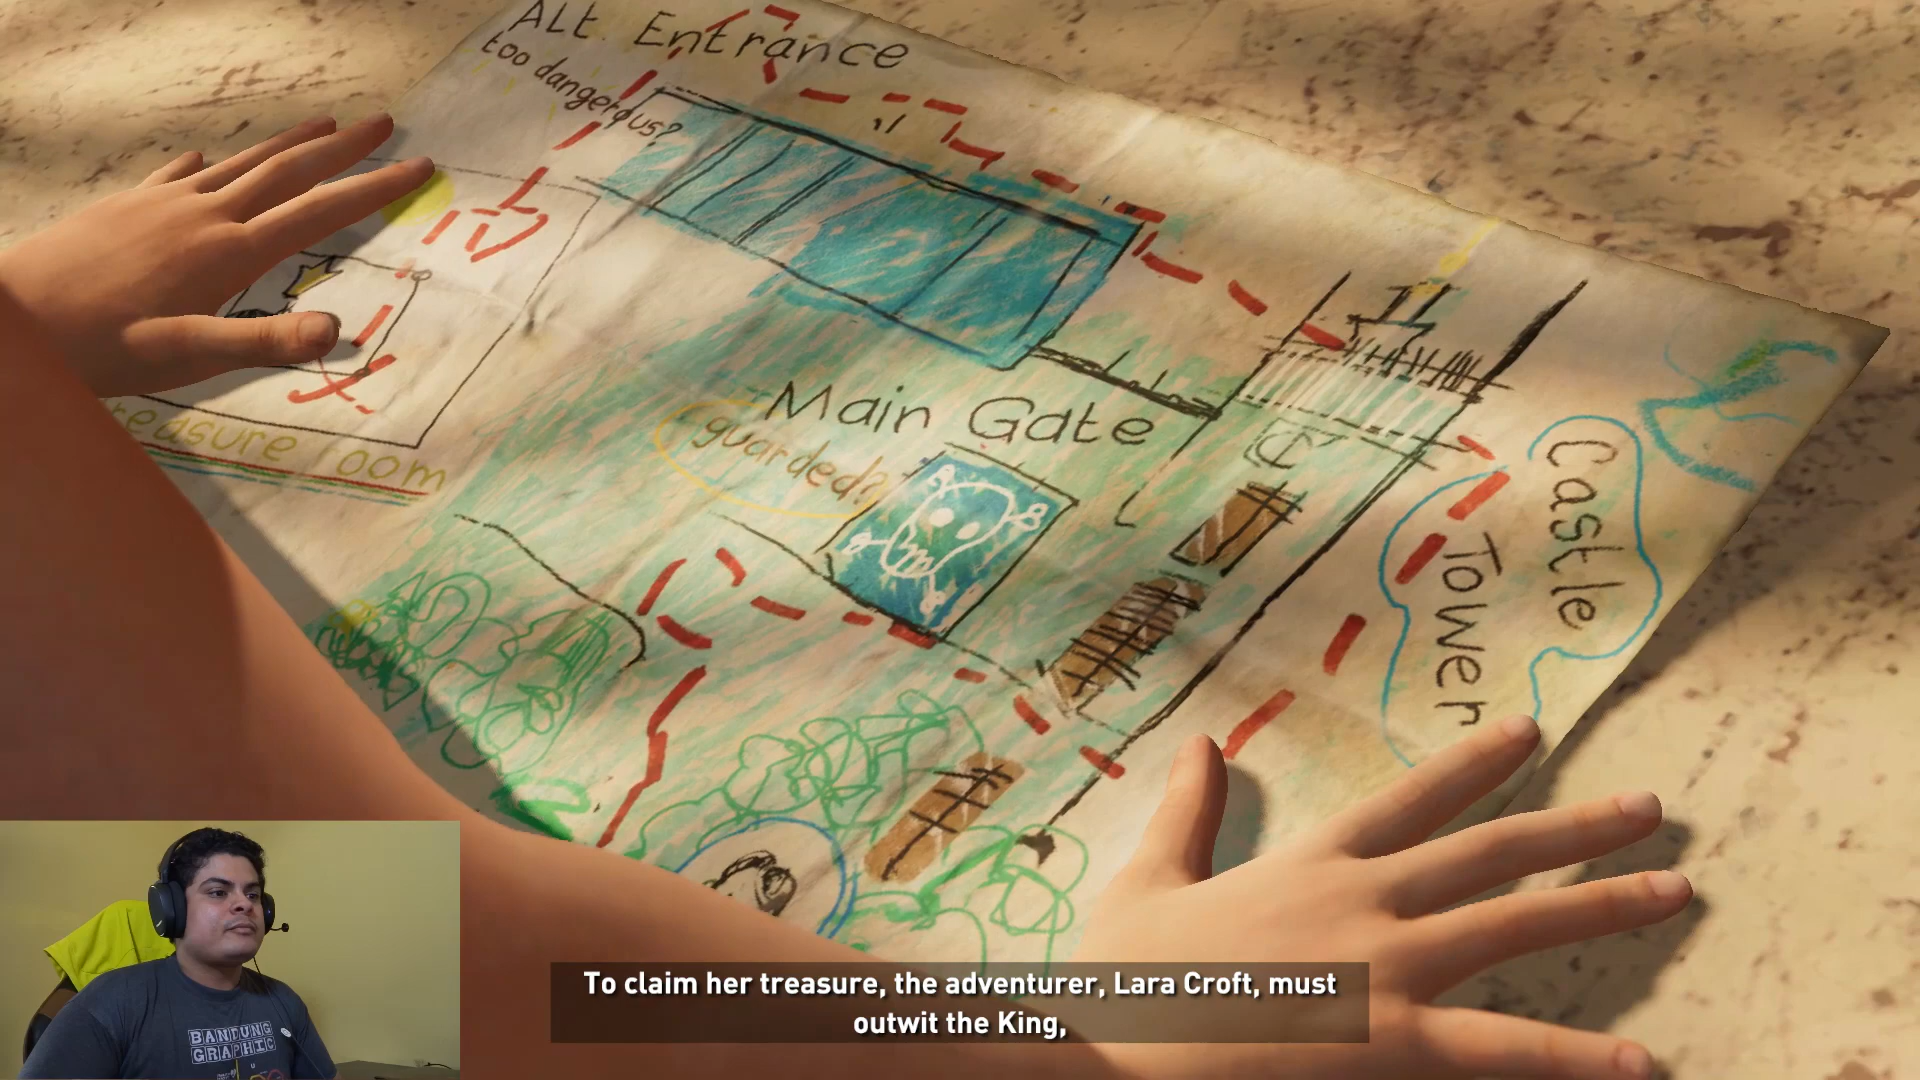 ALt. Entrance
too dangerous?
Main Gate
guarded?
reasure room
Castle
Tower
BANDUNG
GRAPHIC
To claim her treasure, the adventurer, Lara Croft, must
outwit the King,